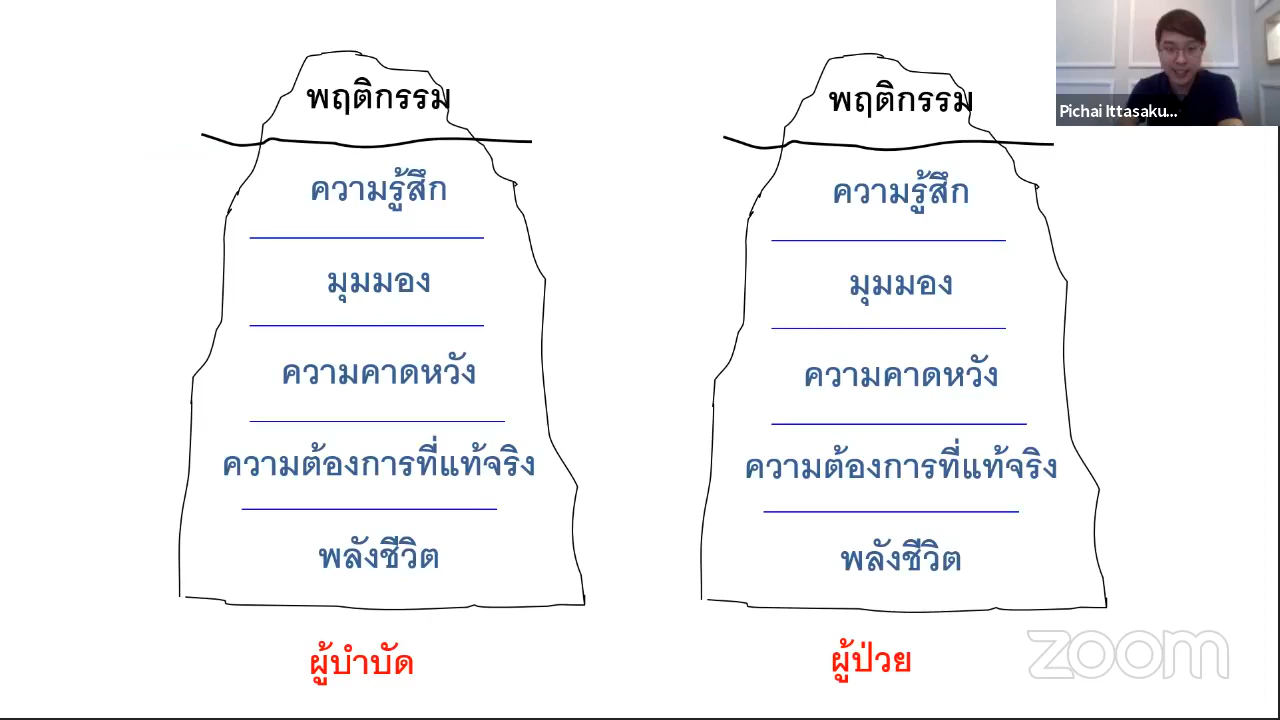 พฤติกรรม
ความรู้สึก
มุมมอง
ความคาดหวัง
ความต้องการที่แท้จริง
พลังชีวิต
ผู้บำบัด
พฤติกรรม
ความรู้สึก
มุมมอง
ความคาดหวัง
ความต้องการที่แท้จริง
พลังชีวิต
ผู้ป่วย
Pichai Ittasaku...
zoom